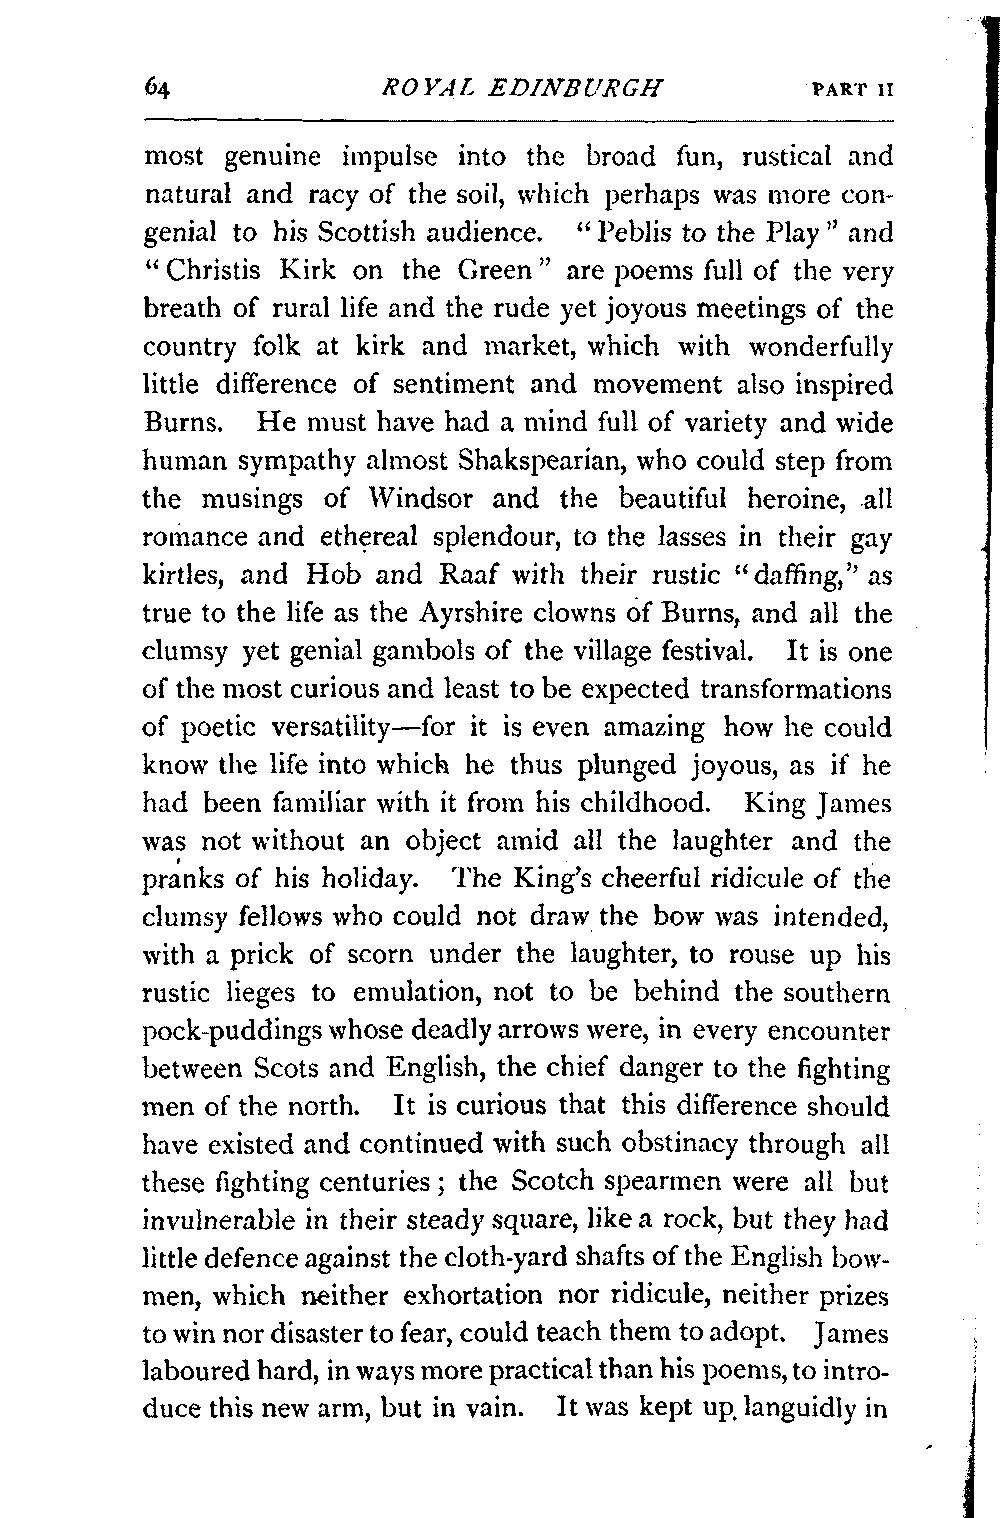 64 ROYAL EDINBURGH PART II
most genuine impulse into the broad fun, rustical and
natural and racy of the soil, which perhaps was more con-
genial to his Scottish audience. "Peblis to the Play" and
"Christis Kirk on the Green" are poems full of the very
breath of rural life and the rude yet joyous meetings of the
country folk at kirk and market, which with wonderfully
little difference of sentiment and movement also inspired
Burns. He must have had a mind full of variety and wide
human sympathy almost Shakspearian, who could step from
the musings of Windsor and the beautiful heroine, all
romance and ethereal splendour, to the lasses in their gay
kirtles, and Hob and Raaf with their rustic "daffing," as
true to the life as the Ayrshire clowns of Burns, and all the
clumsy yet genial gambols of the village festival. It is one
of the most curious and least to be expected transformations
of poetic versatility—for it is even amazing how he could
know the life into which he thus plunged joyous, as if he
had been familiar with it from his childhood. King James
was not without an object amid all the laughter and the
pranks of his holiday. The King's cheerful ridicule of the
clumsy fellows who could not draw the bow was intended,
with a prick of scorn under the laughter, to rouse up his
rustic lieges to emulation, not to be behind the southern
pock-puddings whose deadly arrows were, in every encounter
between Scots and English, the chief danger to the fighting
men of the north. It is curious that this difference should
have existed and continued with such obstinacy through all
these fighting centuries; the Scotch spearmen were all but
invulnerable in their steady square, like a rock, but they had
little defence against the cloth-yard shafts of the English bow-
men, which neither exhortation nor ridicule, neither prizes
to win nor disaster to fear, could teach them to adopt. James
laboured hard, in ways more practical than his poems, to intro-
duce this new arm, but in vain. It was kept up languidly in